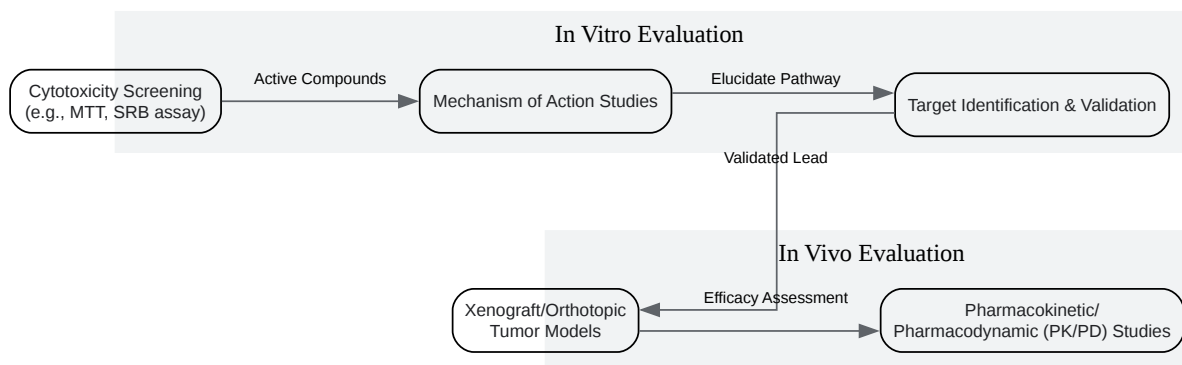 In Vitro Evaluation
Cytotoxicity Screening
(e.g., MTT, SRB assay)
Active Compounds
Mechanism of Action Studies
Elucidate Pathway
Target Identification & Validation
Validated Lead
In Vivo Evaluation
Xenograft/Orthotopic
Tumor Models
Efficacy Assessment
Pharmacokinetic/
Pharmacodynamic (PK/PD) Studies